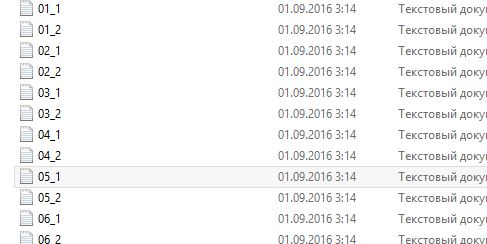 01_1 01.09.2016 3:14 Текстовый доку
01_2 01.09.2016 3:14 Текстовый доку
02_1 01.09.2016 3:14 Текстовый доку
02_2 01.09.2016 3:14 Текстовый доку
03_1 01.09.2016 3:14 Текстовый доку
03_2 01.09.2016 3:14 Текстовый доку
04_1 01.09.2016 3:14 Текстовый доку
04_2 01.09.2016 3:14 Текстовый доку
05_1 01.09.2016 3:14 Текстовый доку
05_2 01.09.2016 3:14 Текстовый доку
06_1 01.09.2016 3:14 Текстовый доку
06_2 01.09.2016 3:14 Текстовый доку